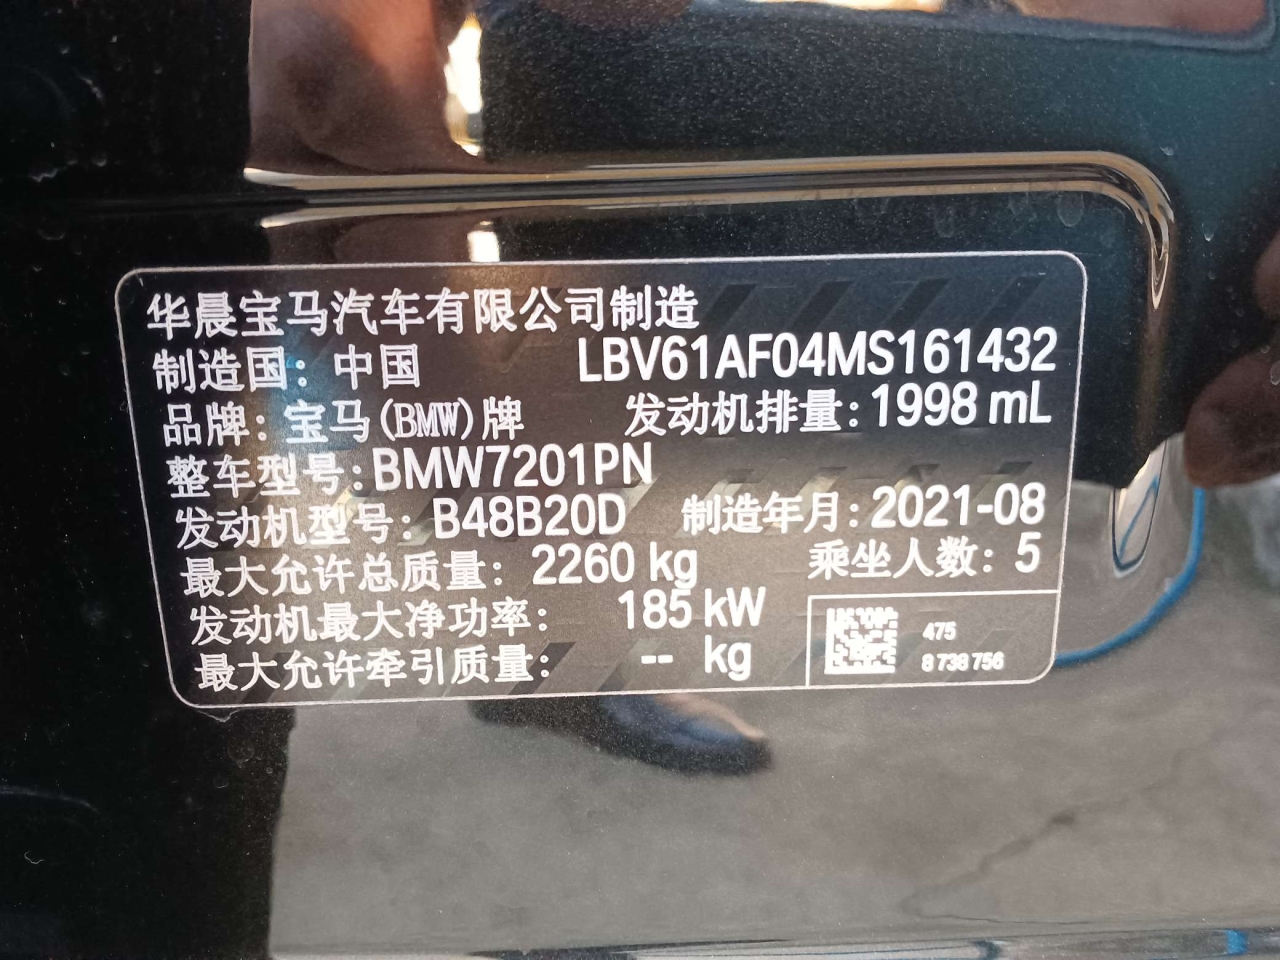 华晨宝马汽车有限公司制造
制造国：中国 LBV61AF04MS161432
品牌：宝马(BMW)牌 发动机排量：1998 mL
整车型号：BMW7201PN
发动机型号：B48B20D 制造年月：2021-08
最大允许总质量：2260 kg 乘坐人数：5
发动机最大净功率：185 kW
最大允许牵引质量：-- kg
475
8 738 756